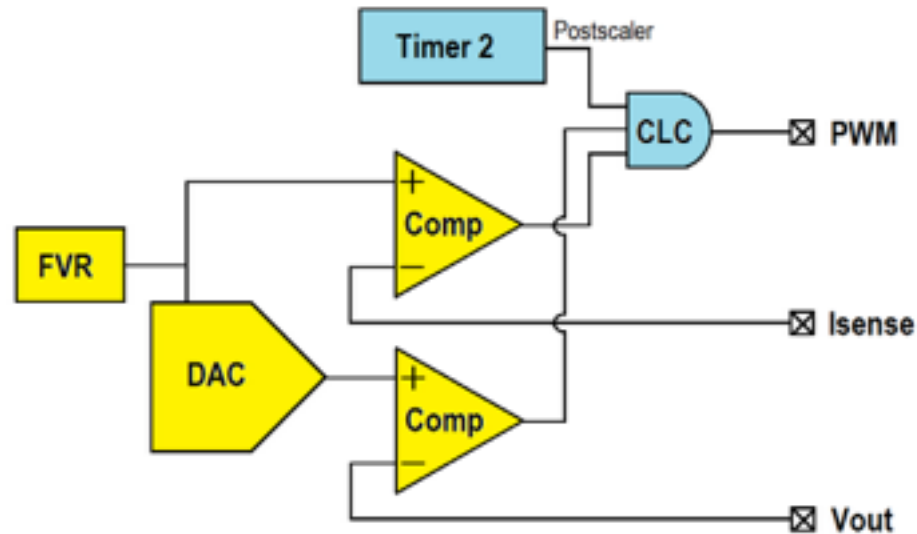 Timer 2
Postscaler
CLC
PWM
+
Comp
−
FVR
Isense
DAC
+
Comp
−
Vout